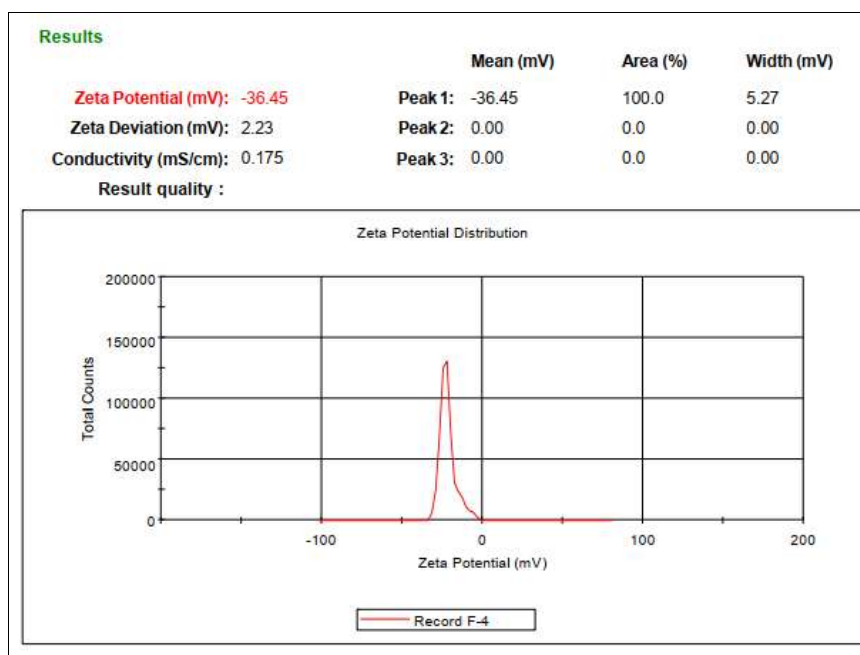 Results
Mean (mV) Area (%) Width (mV)
Zeta Potential (mV): -36.45 Peak 1: -36.45 100.0 5.27
Zeta Deviation (mV): 2.23 Peak 2: 0.00 0.0 0.00
Conductivity (mS/cm): 0.175 Peak 3: 0.00 0.0 0.00
Result quality :
Zeta Potential Distribution
200000
150000
100000
50000
0
Total Counts
-100 0 100 200
Zeta Potential (mV)
Record F-4